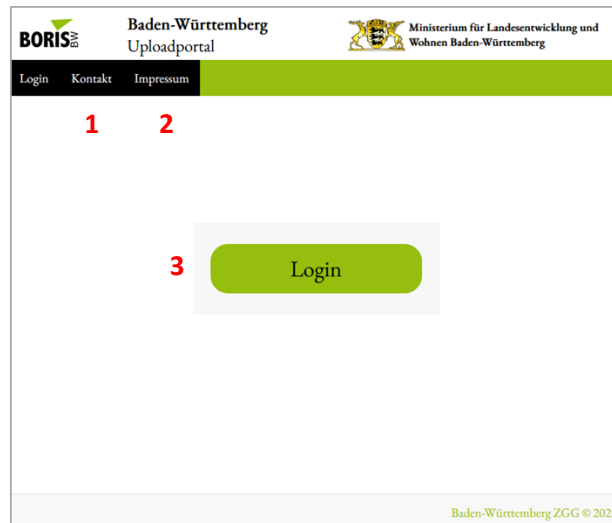 BORIS BW
Baden-Württemberg
Uploadportal
Ministerium für Landesentwicklung und
Wohnen Baden-Württemberg
Login Kontakt Impressum
1 2
3 Login
Baden-Württemberg ZGG © 202